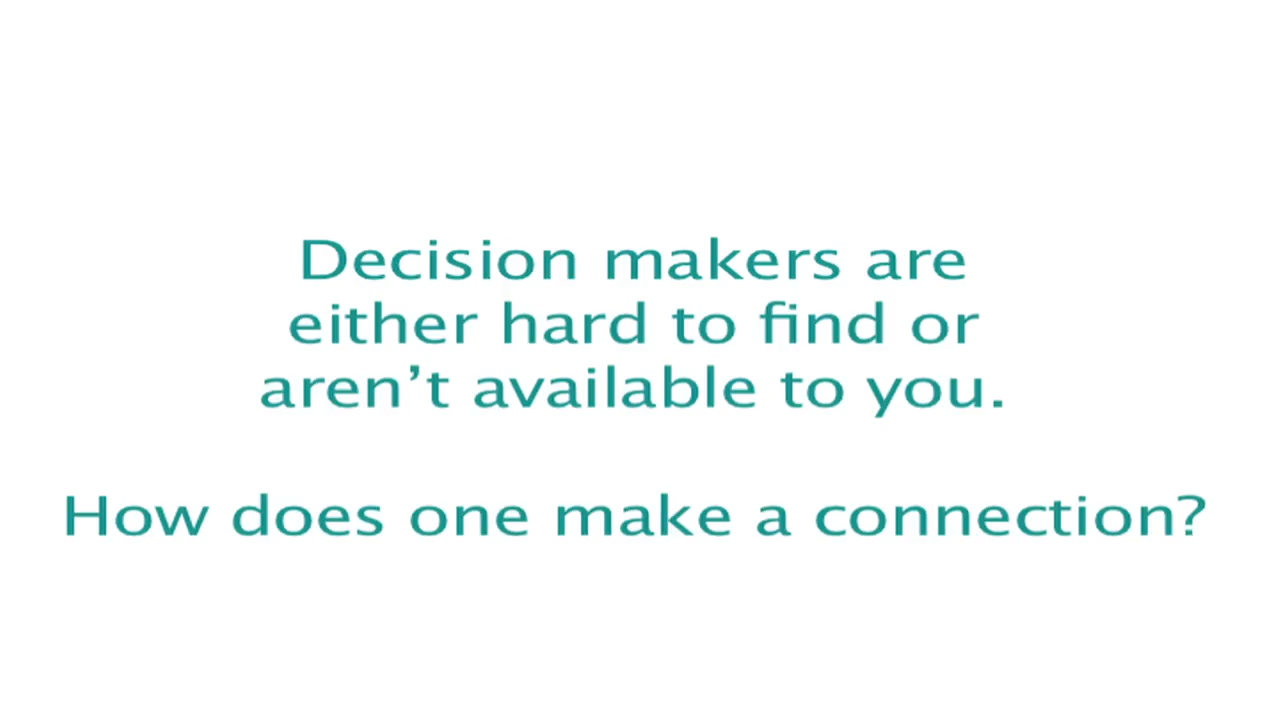 Decision makers are
either hard to find or
aren’t available to you.
How does one make a connection?